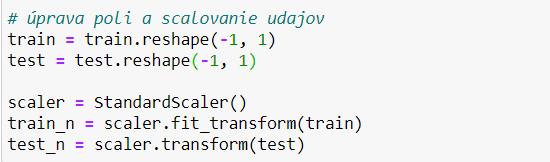 # úprava poli a scalovanie udajov
train = train.reshape(-1, 1)
test = test.reshape(-1, 1)
scaler = StandardScaler()
train_n = scaler.fit_transform(train)
test_n = scaler.transform(test)